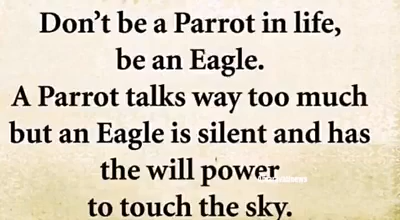 Don’t be a Parrot in life,
be an Eagle.
A Parrot talks way too much
but an Eagle is silent and has
the will power
to touch the sky.